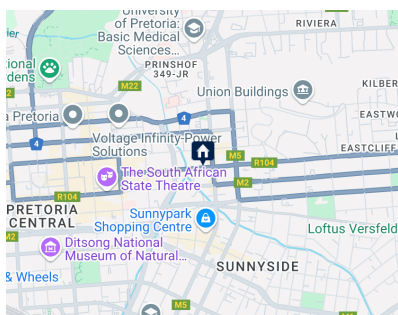 University
of Pretoria:
Basic Medical
Sciences...
RIVIERA
PRINSHOF
349-JR
M22
Union Buildings
KILBER
4
EASTWO
a Pretoria
Voltage Infinity-Power
Solutions
4
M5
R104
EASTCLIFF
The South African
State Theatre
M2
R104
PRETORIA
CENTRAL
Sunnypark
Shopping Centre
Loftus Versfeld
M2
Ditsong National
Museum of Natural...
SUNNYSIDE
& Wheels
M5